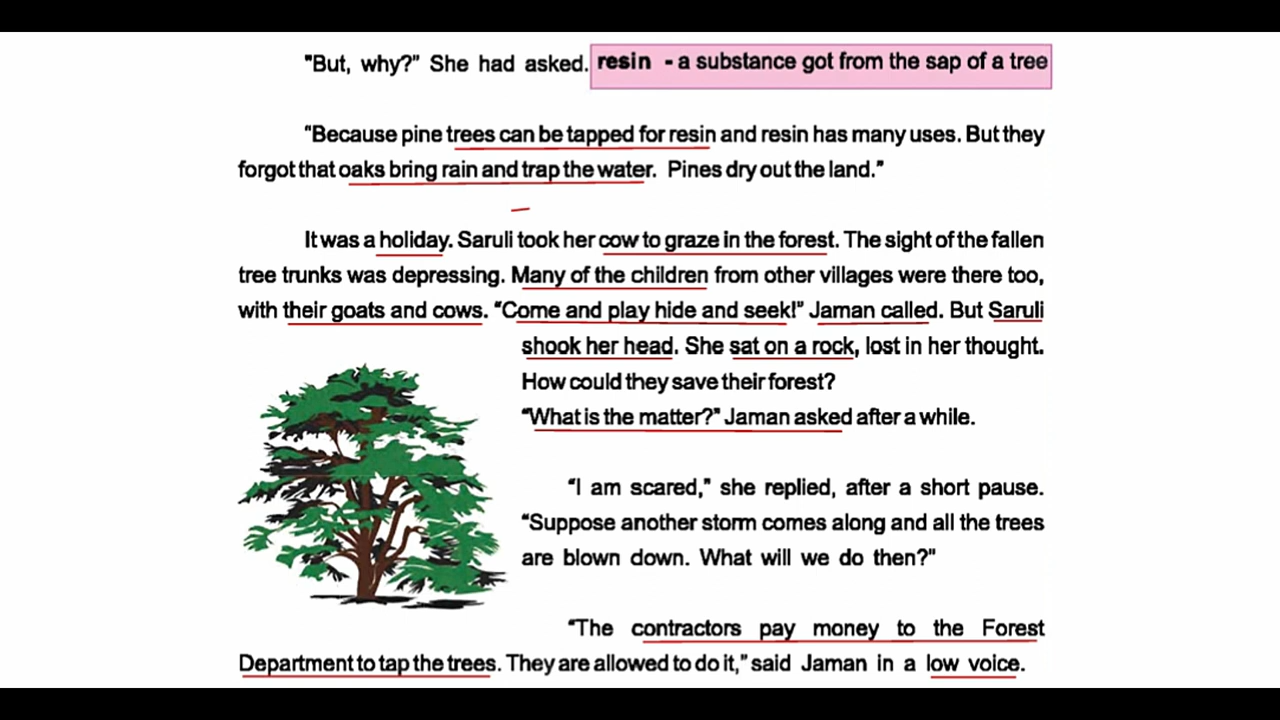 "But, why?" She had asked. resin - a substance got from the sap of a tree
"Because pine trees can be tapped for resin and resin has many uses. But they
forgot that oaks bring rain and trap the water. Pines dry out the land."
It was a holiday. Saruli took her cow to graze in the forest. The sight of the fallen
tree trunks was depressing. Many of the children from other villages were there too,
with their goats and cows. "Come and play hide and seek!" Jaman called. But Saruli
shook her head. She sat on a rock, lost in her thought.
How could they save their forest?
"What is the matter?" Jaman asked after a while.
"I am scared," she replied, after a short pause.
"Suppose another storm comes along and all the trees
are blown down. What will we do then?"
"The contractors pay money to the Forest
Department to tap the trees. They are allowed to do it," said Jaman in a low voice.